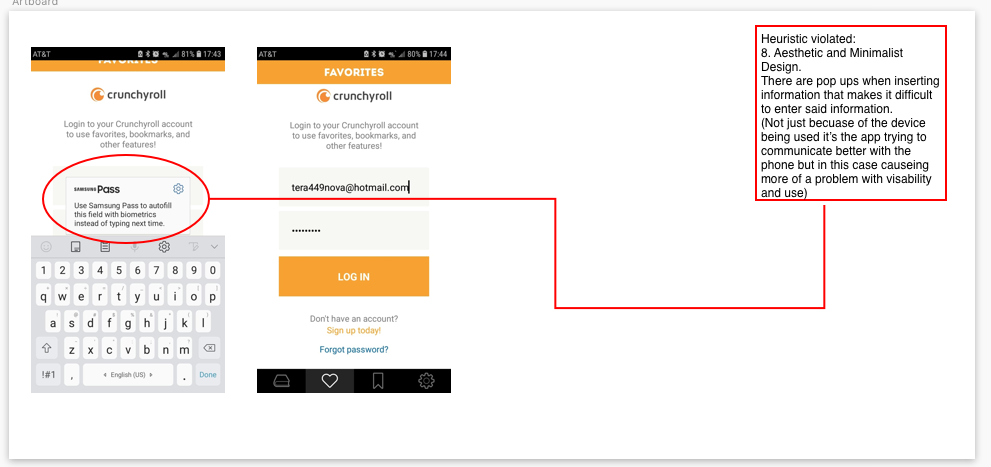 Artboard
AT&T 81% 17:43
FAVORITES
crunchyroll
Login to your Crunchyroll account
to use favorites, bookmarks, and
other features!
SAMSUNG Pass
Use Samsung Pass to autofill
this field with biometrics
instead of typing next time.
1 2 3 4 5 6 7 8 9 0
q w e r t y u i o p
a s d f g h j k l
z x c v b n m
!#1 , English (US) . Done
AT&T 80% 17:44
FAVORITES
crunchyroll
Login to your Crunchyroll account
to use favorites, bookmarks, and
other features!
tera449nova@hotmail.com
•••••••••
LOG IN
Don't have an account?
Sign up today!
Forgot password?
Heuristic violated:
8. Aesthetic and Minimalist
Design.
There are pop ups when inserting
information that makes it difficult
to enter said information.
(Not just becuase of the device
being used it's the app trying to
communicate better with the
phone but in this case causeing
more of a problem with visability
and use)